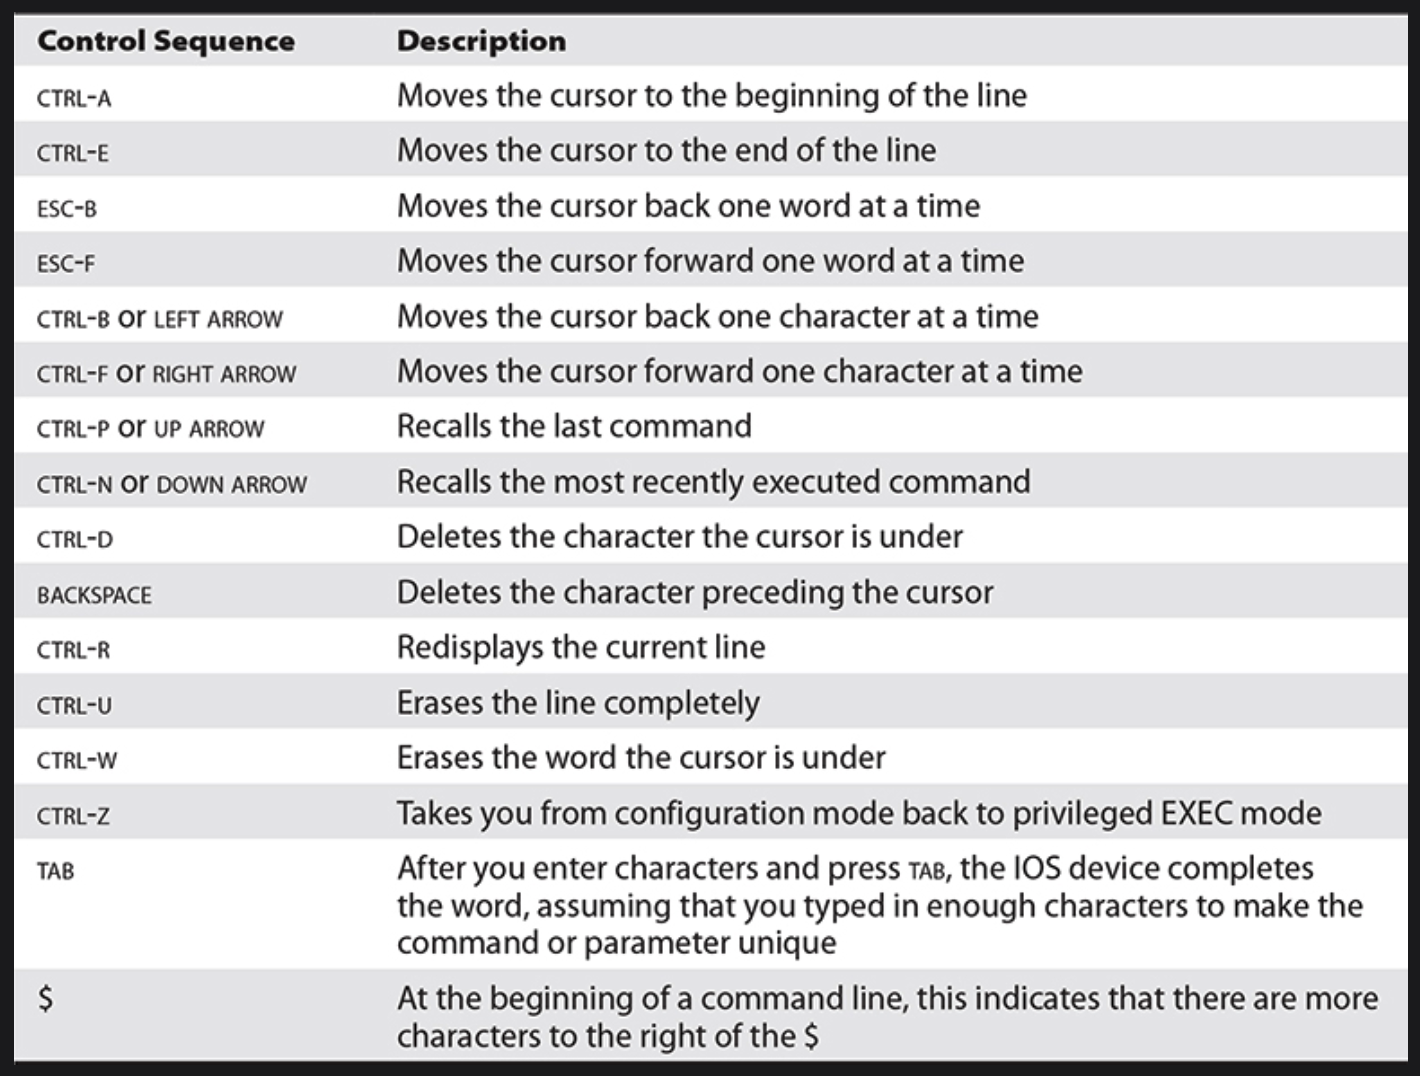 Control Sequence Description
CTRL-A Moves the cursor to the beginning of the line
CTRL-E Moves the cursor to the end of the line
ESC-B Moves the cursor back one word at a time
ESC-F Moves the cursor forward one word at a time
CTRL-B or LEFT ARROW Moves the cursor back one character at a time
CTRL-F or RIGHT ARROW Moves the cursor forward one character at a time
CTRL-P or UP ARROW Recalls the last command
CTRL-N or DOWN ARROW Recalls the most recently executed command
CTRL-D Deletes the character the cursor is under
BACKSPACE Deletes the character preceding the cursor
CTRL-R Redisplays the current line
CTRL-U Erases the line completely
CTRL-W Erases the word the cursor is under
CTRL-Z Takes you from configuration mode back to privileged EXEC mode
TAB After you enter characters and press TAB, the IOS device completes
the word, assuming that you typed in enough characters to make the
command or parameter unique
$ At the beginning of a command line, this indicates that there are more
characters to the right of the $